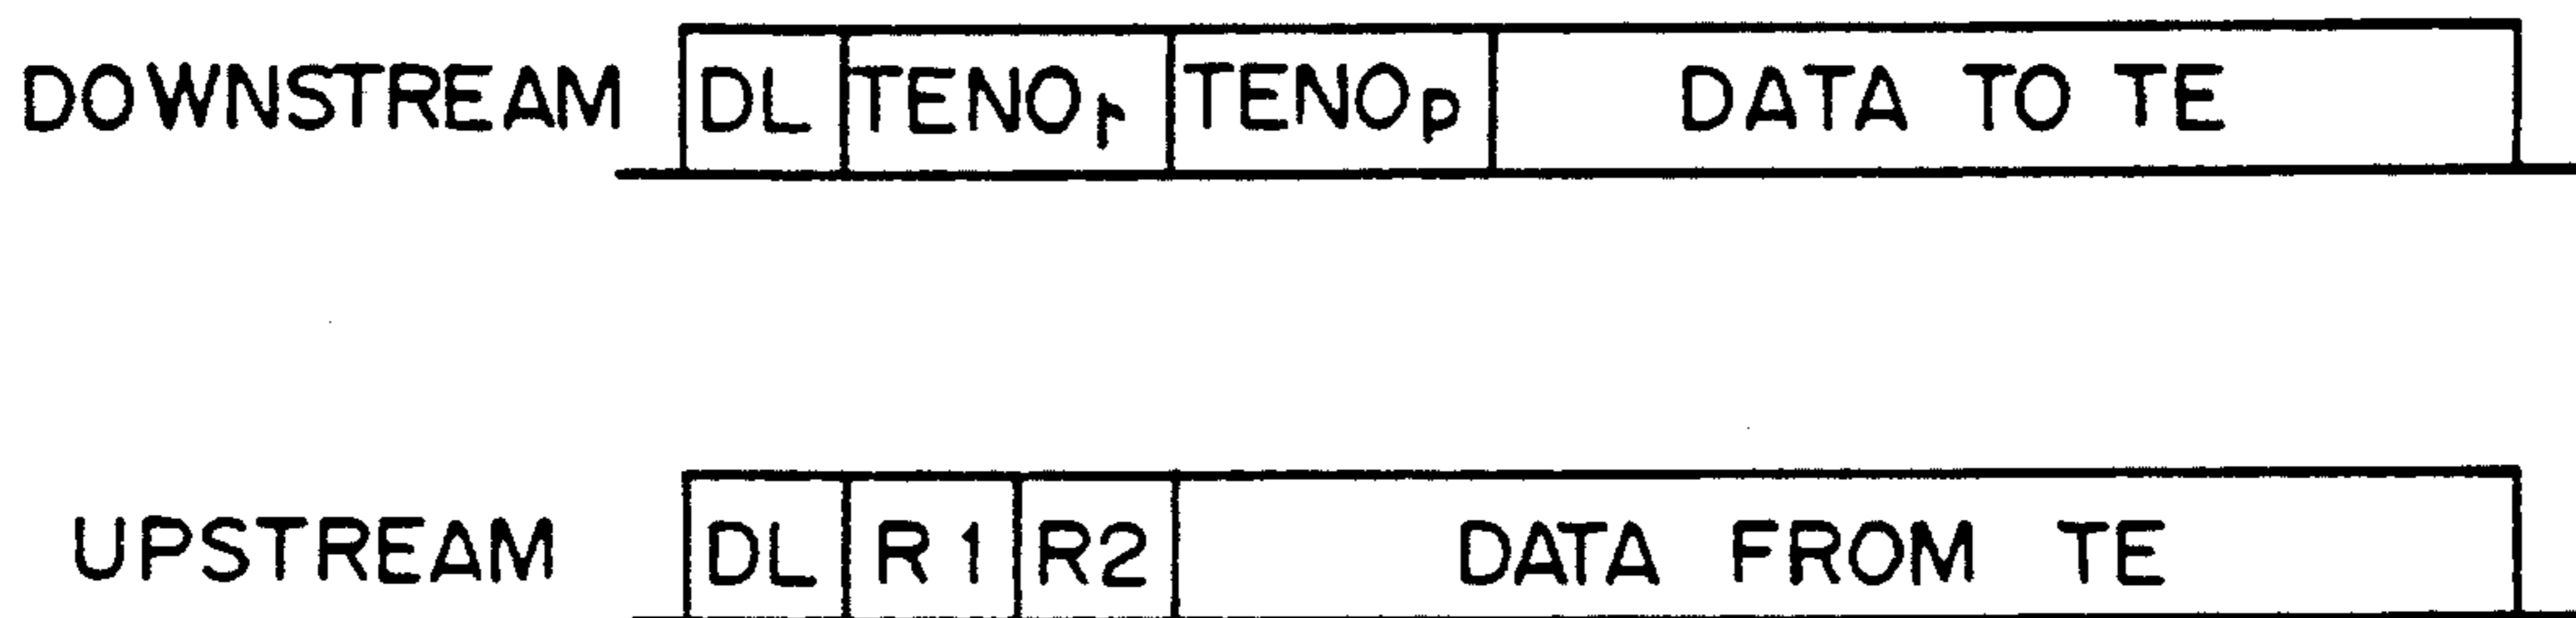 DOWNSTREAM DL TENOr TENOp DATA TO TE
UPSTREAM DL R1 R2 DATA FROM TE